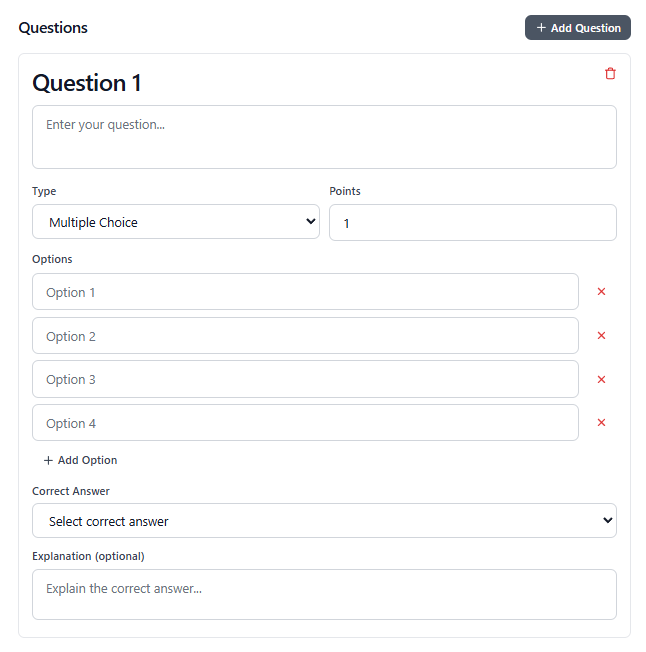 Questions
+ Add Question
Question 1
Enter your question...
Type
Points
Multiple Choice
1
Options
Option 1
Option 2
Option 3
Option 4
+ Add Option
Correct Answer
Select correct answer
Explanation (optional)
Explain the correct answer...